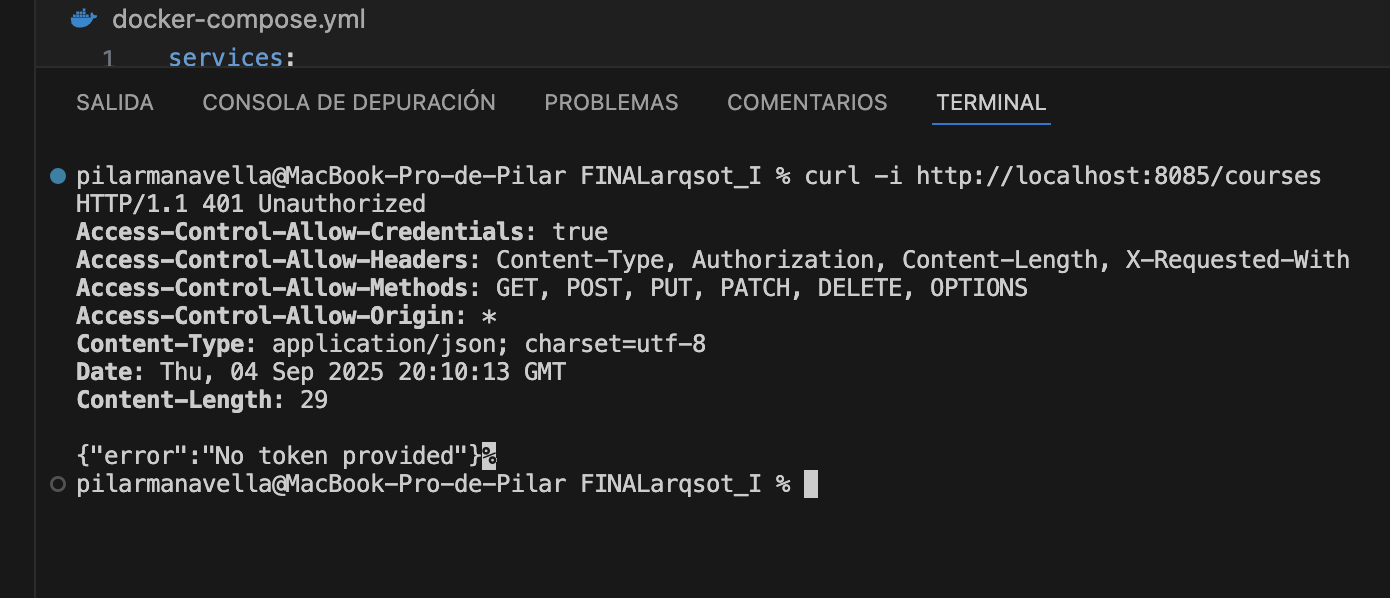 docker-compose.yml
1 services:
SALIDA CONSOLA DE DEPURACIÓN PROBLEMAS COMENTARIOS TERMINAL
pilarmanavella@MacBook-Pro-de-Pilar FINALarqsot_I % curl -i http://localhost:8085/courses
HTTP/1.1 401 Unauthorized
Access-Control-Allow-Credentials: true
Access-Control-Allow-Headers: Content-Type, Authorization, Content-Length, X-Requested-With
Access-Control-Allow-Methods: GET, POST, PUT, PATCH, DELETE, OPTIONS
Access-Control-Allow-Origin: *
Content-Type: application/json; charset=utf-8
Date: Thu, 04 Sep 2025 20:10:13 GMT
Content-Length: 29
{"error":"No token provided"}%
pilarmanavella@MacBook-Pro-de-Pilar FINALarqsot_I %